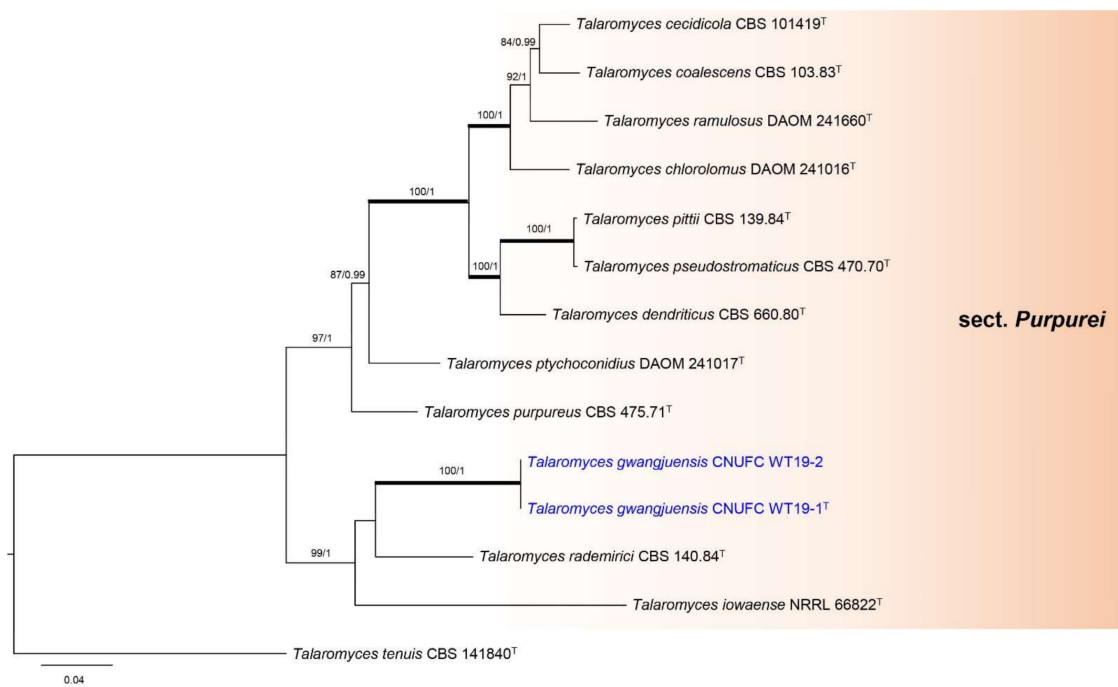 Talaromyces cecidicola CBS 101419ᵀ
84/0.99
Talaromyces coalescens CBS 103.83ᵀ
92/1
Talaromyces ramulosus DAOM 241660ᵀ
100/1
Talaromyces chlorolomus DAOM 241016ᵀ
100/1
Talaromyces pittii CBS 139.84ᵀ
100/1
Talaromyces pseudostromaticus CBS 470.70ᵀ
100/1
87/0.99
Talaromyces dendriticus CBS 660.80ᵀ
sect. Purpurei
97/1
Talaromyces ptychoconidius DAOM 241017ᵀ
Talaromyces purpureus CBS 475.71ᵀ
Talaromyces gwangjuensis CNUFC WT19-2
100/1
Talaromyces gwangjuensis CNUFC WT19-1ᵀ
99/1
Talaromyces rademirici CBS 140.84ᵀ
Talaromyces iowaense NRRL 66822ᵀ
Talaromyces tenuis CBS 141840ᵀ
0.04